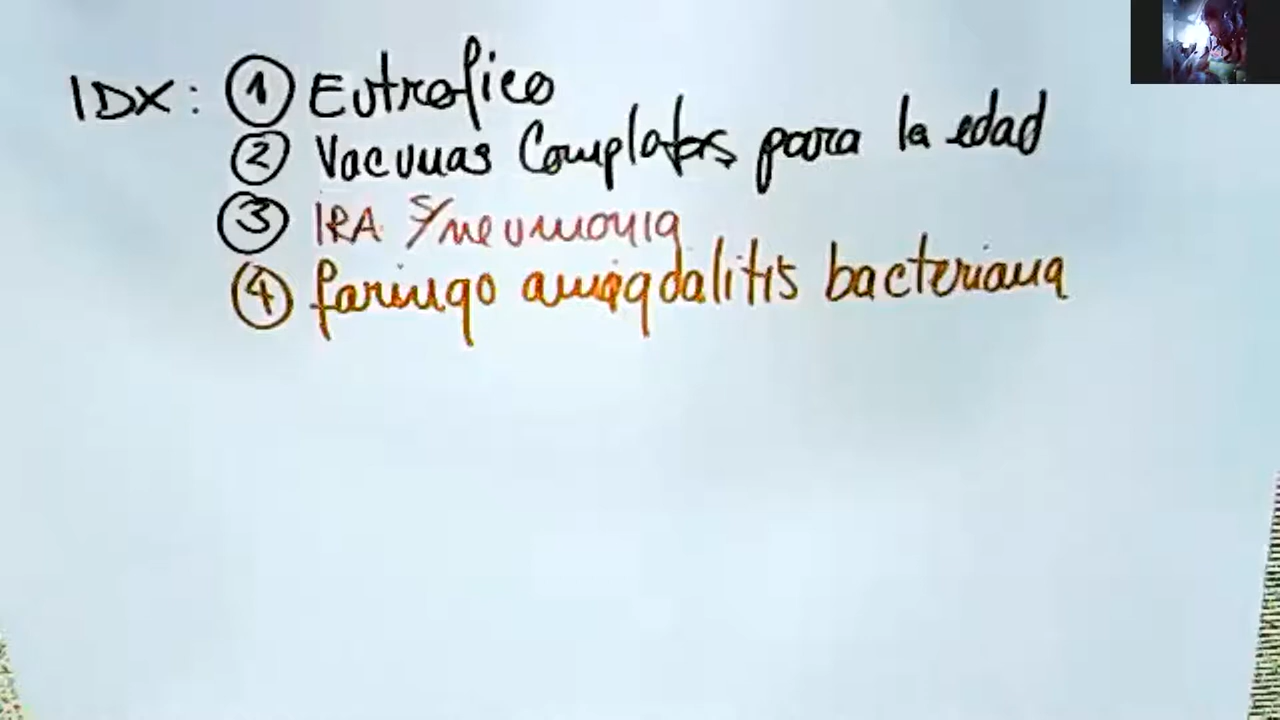 IDX: 1 Eutrofico
2 Vacunas Completas para la edad
3 IRA S/neumonia
4 faringo amigdalitis bacteriana